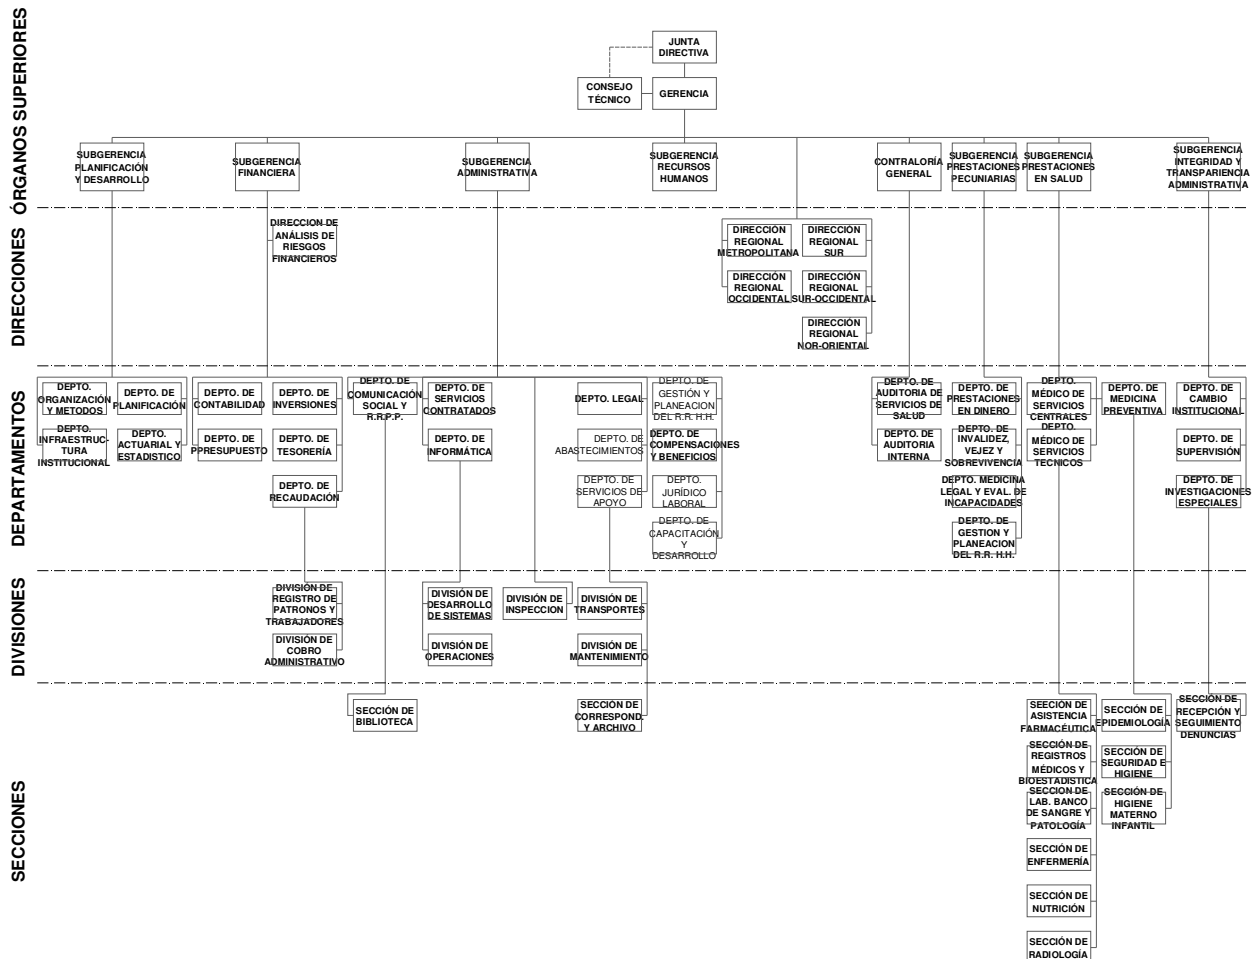 ÓRGANOS SUPERIORES
JUNTA
DIRECTIVA
CONSEJO
TÉCNICO
GERENCIA
SUBGERENCIA
PLANIFICACIÓN
Y DESARROLLO
SUBGERENCIA
FINANCIERA
SUBGERENCIA
ADMINISTRATIVA
SUBGERENCIA
RECURSOS
HUMANOS
CONTRALORÍA
GENERAL
SUBGERENCIA
PRESTACIONES
PECUNIARIAS
SUBGERENCIA
PRESTACIONES
EN SALUD
SUBGERENCIA
INTEGRIDAD Y
TRANSPARIENCIA
ADMINISTRATIVA
DIRECCIONES
DIRECCION DE
ANÁLISIS DE
RIESGOS
FINANCIEROS
DIRECCIÓN
REGIONAL
METROPOLITANA
DIRECCIÓN
REGIONAL
SUR
DIRECCIÓN
REGIONAL
OCCIDENTAL
DIRECCIÓN
REGIONAL
SUR-OCCIDENTAL
DIRECCIÓN
REGIONAL
NOR-ORIENTAL
DEPARTAMENTOS
DEPTO.
ORGANIZACIÓN
Y METODOS
DEPTO. DE
PLANIFICACIÓN
DEPTO. DE
CONTABILIDAD
DEPTO. DE
INVERSIONES
DEPTO. DE
COMUNICACIÓN
SOCIAL Y
R.R.P.P.
DEPTO. DE
SERVICIOS
CONTRATADOS
DEPTO. LEGAL
DEPTO. DE
GESTIÓN Y
PLANEACION
DEL R.R. H.H.
DEPTO. DE
AUDITORIA DE
SERVICIOS DE
SALUD
DEPTO. DE
PRESTACIONES
EN DINERO
DEPTO.
MÉDICO DE
SERVICIOS
CENTRALES
DEPTO. DE
MEDICINA
PREVENTIVA
DEPTO. DE
CAMBIO
INSTITUCIONAL
DEPTO.
INFRAESTRUC-
TURA
INSTITUCIONAL
DEPTO.
ACTUARIAL Y
ESTADISTICO
DEPTO. DE
PPRESUPUESTO
DEPTO. DE
TESORERÍA
DEPTO. DE
INFORMÁTICA
DEPTO. DE
ABASTECIMIENTOS
DEPTO. DE
COMPENSACIONES
Y BENEFICIOS
DEPTO. DE
AUDITORIA
INTERNA
DEPTO. DE
INVALIDEZ,
VEJEZ Y
SOBREVIVENCIA
DEPTO.
MÉDICO DE
SERVICIOS
TECNICOS
DEPTO. DE
SUPERVISIÓN
DEPTO. DE
RECAUDACIÓN
DEPTO. DE
SERVICIOS DE
APOYO
DEPTO.
JURÍDICO
LABORAL
DEPTO. MEDICINA
LEGAL Y EVAL. DE
INCAPACIDADES
DEPTO. DE
INVESTIGACIONES
ESPECIALES
DEPTO. DE
CAPACITACIÓN
Y
DESARROLLO
DEPTO. DE
GESTION Y
PLANEACION
DEL R.R. H.H.
DIVISIONES
DIVISIÓN DE
REGISTRO DE
PATRONOS Y
TRABAJADORES
DIVISIÓN DE
DESARROLLO
DE SISTEMAS
DIVISIÓN DE
INSPECCION
DIVISIÓN DE
TRANSPORTES
DIVISIÓN DE
COBRO
ADMINISTRATIVO
DIVISIÓN DE
OPERACIONES
DIVISIÓN DE
MANTENIMIENTO
SECCIONES
SECCIÓN DE
BIBLIOTECA
SECCIÓN DE
CORRESPOND.
Y ARCHIVO
SECCIÓN DE
ASISTENCIA
FARMACÉUTICA
SECCIÓN DE
EPIDEMIOLOGÍA
SECCIÓN DE
RECEPCIÓN Y
SEGUIMIENTO
DENUNCIAS
SECCIÓN DE
REGISTROS
MÉDICOS Y
BIOESTADÍSTICA
SECCIÓN DE
SEGURIDAD E
HIGIENE
SECCION DE
LAB. BANCO
DE SANGRE Y
PATOLOGÍA
SECCIÓN DE
HIGIENE
MATERNO
INFANTIL
SECCIÓN DE
ENFERMERÍA
SECCIÓN DE
NUTRICIÓN
SECCIÓN DE
RADIOLOGÍA